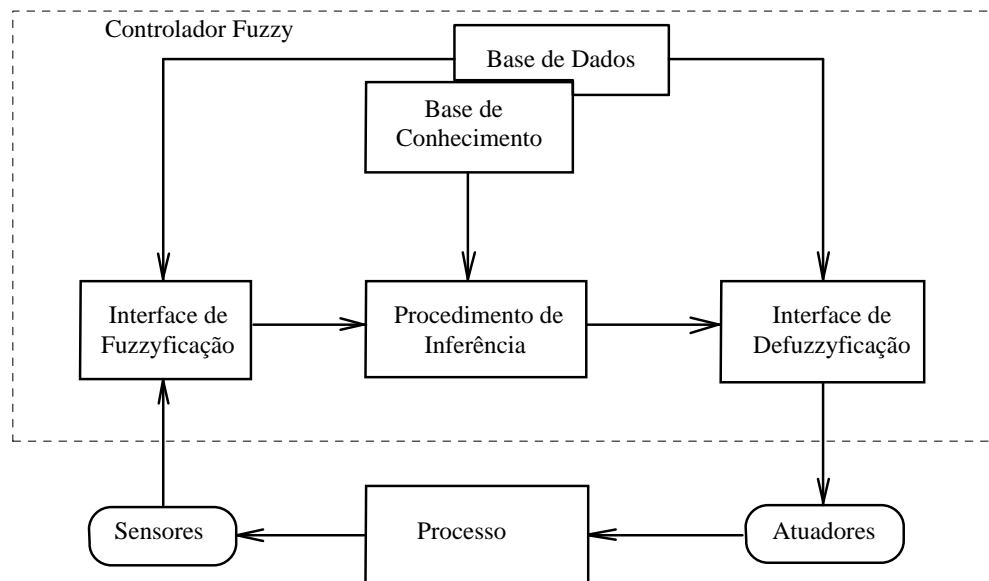 Controlador Fuzzy
Base de Dados
Base de
Conhecimento
Interface de
Fuzzyficação
Procedimento de
Inferência
Interface de
Defuzzyficação
Sensores
Processo
Atuadores